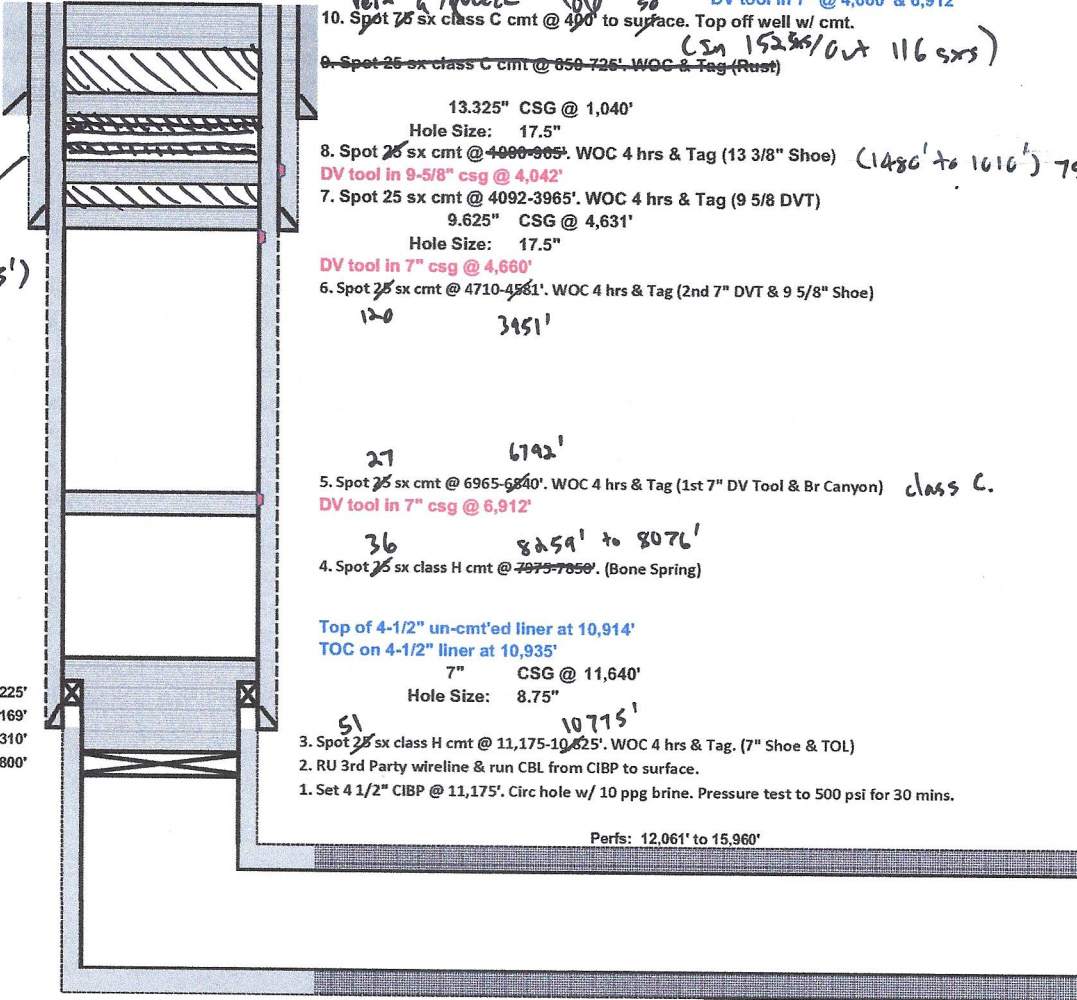 DV tool in 7" @ 4,660' & 6,912'
10. Spot 75 sx class C cmt @ 400' to surface. Top off well w/ cmt.
(In 152sxs/Out 116 sxs)
9. Spot 25 sx class C cmt @ 850-725'. WOC & Tag (Rust)
13.325" CSG @ 1,040'
Hole Size: 17.5"
8. Spot 25 sx cmt @ 1090-965'. WOC 4 hrs & Tag (13 3/8" Shoe) (1480' to 1010')
DV tool in 9-5/8" csg @ 4,042'
7. Spot 25 sx cmt @ 4092-3965'. WOC 4 hrs & Tag (9 5/8 DVT)
9.625" CSG @ 4,631'
Hole Size: 17.5"
DV tool in 7" csg @ 4,660'
6. Spot 25 sx cmt @ 4710-4581'. WOC 4 hrs & Tag (2nd 7" DVT & 9 5/8" Shoe)
120 3951'
27 6792'
5. Spot 25 sx cmt @ 6965-6840'. WOC 4 hrs & Tag (1st 7" DV Tool & Br Canyon) class C.
DV tool in 7" csg @ 6,912'
36 8259' to 8076'
4. Spot 25 sx class H cmt @ 7975-7850'. (Bone Spring)
Top of 4-1/2" un-cmt'ed liner at 10,914'
TOC on 4-1/2" liner at 10,935'
7" CSG @ 11,640'
Hole Size: 8.75"
225'
169'
310'
800'
51 10775'
3. Spot 25 sx class H cmt @ 11,175-10,825'. WOC 4 hrs & Tag. (7" Shoe & TOL)
2. RU 3rd Party wireline & run CBL from CIBP to surface.
1. Set 4 1/2" CIBP @ 11,175'. Circ hole w/ 10 ppg brine. Pressure test to 500 psi for 30 mins.
Perfs: 12,061' to 15,960'